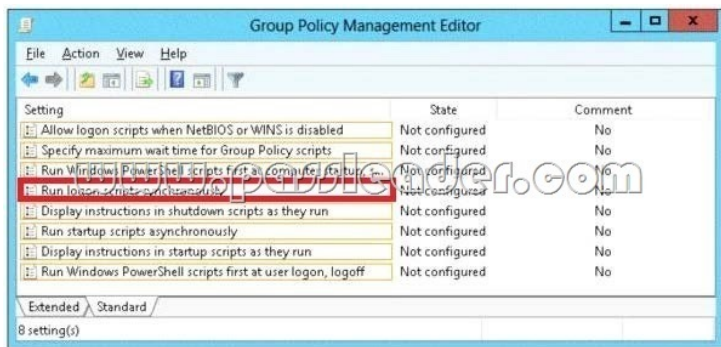 Group Policy Management Editor
File Action View Help
Setting State Comment
Allow logon scripts when NetBIOS or WINS is disabled Not configured No
Specify maximum wait time for Group Policy scripts Not configured No
Run Windows PowerShell scripts first at computer startup, Not configured No
www.passleader.com
Run logon scripts synchronously Not configured No
Display instructions in shutdown scripts as they run Not configured No
Run startup scripts asynchronously Not configured No
Display instructions in startup scripts as they run Not configured No
Run Windows PowerShell scripts first at user logon, logoff Not configured No
Extended Standard
8 setting(s)